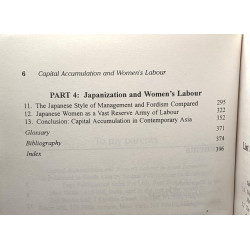 6 Capital Accumulation and Women's Labour
PART 4: Japanization and Women's Labour
11. The Japanese Style of Management and Fordism Compared 295
12. Japanese Women as a Vast Reserve Army of Labour 322
13. Conclusion: Capital Accumulation in Contemporary Asia 352
Glossary 371
Bibliography 374
Index 386